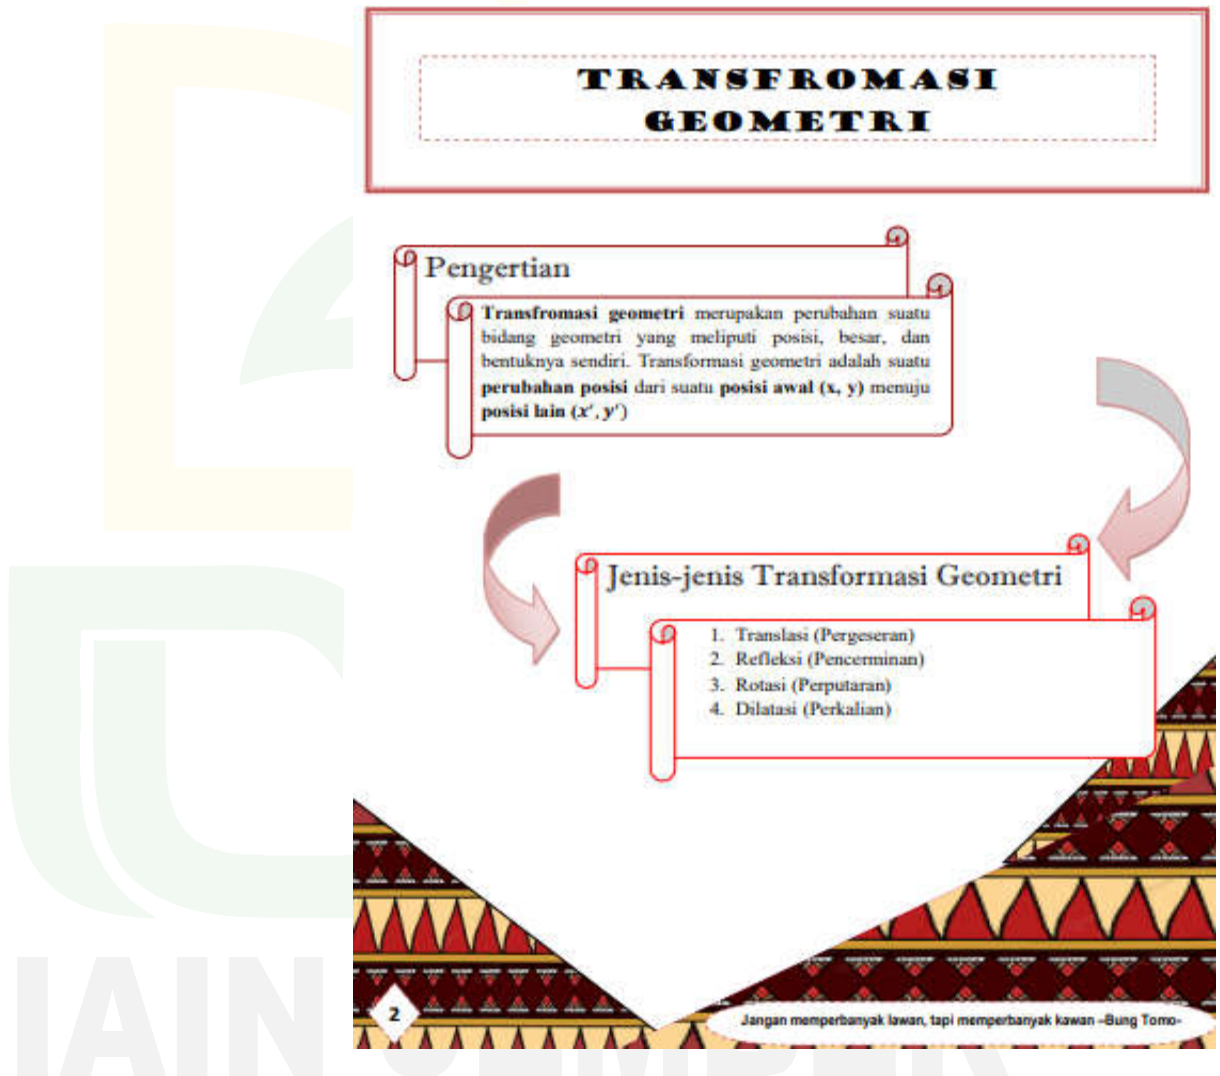 TRANSFROMASI
GEOMETRI
Pengertian
Transfromasi geometri merupakan perubahan suatu
bidang geometri yang meliputi posisi, besar, dan
bentuknya sendiri. Transformasi geometri adalah suatu
perubahan posisi dari suatu posisi awal (x, y) menuju
posisi lain (x′, y′)
Jenis-jenis Transformasi Geometri
1. Translasi (Pergeseran)
2. Refleksi (Pencerminan)
3. Rotasi (Perputaran)
4. Dilatasi (Perkalian)
2
Jangan memperbanyak lawan, tapi memperbanyak kawan –Bung Tomo-
IAIN JEMBER